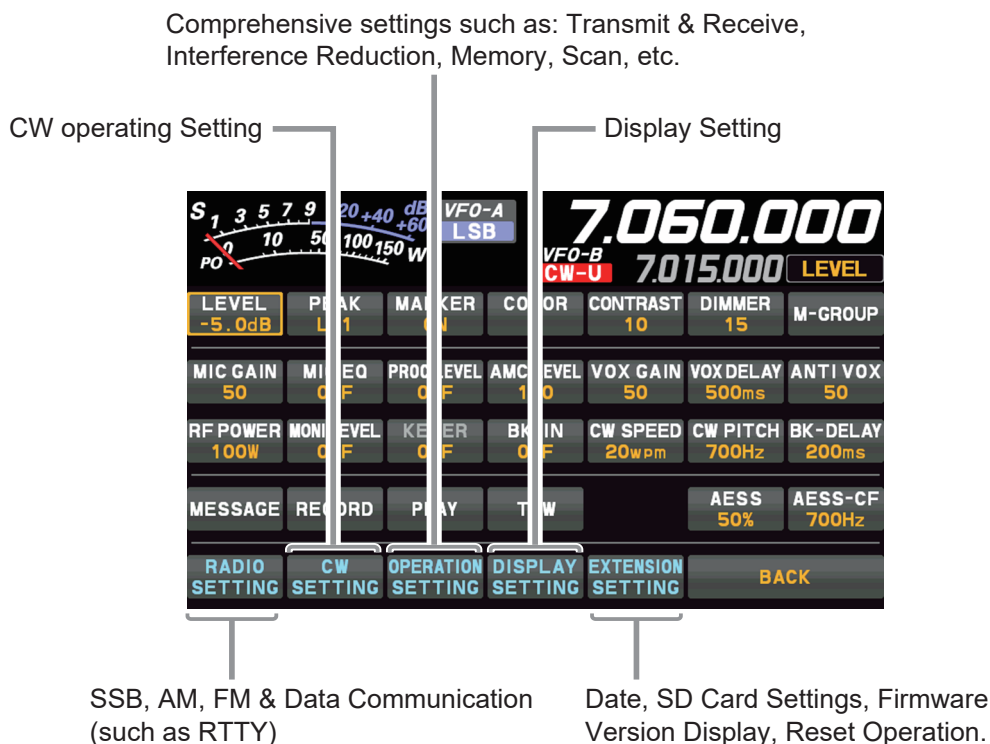 Comprehensive settings such as: Transmit & Receive,
Interference Reduction, Memory, Scan, etc.
CW operating Setting
Display Setting
S 1 3 5 7 9 20 +40 +60 dB
PO 0 10 50 100 150 W
VFO-A
LSB
7.060.000
VFO-B
CW-U
7.015.000
LEVEL
LEVEL
-5.0dB
MARKER
CONTRAST
10
DIMMER
15
M-GROUP
MIC GAIN
50
VOX GAIN
50
VOX DELAY
500ms
ANTI VOX
50
RF POWER
100W
CW SPEED
20wpm
CW PITCH
700Hz
BK-DELAY
200ms
MESSAGE
RECORD
PLAY
AESS
50%
AESS-CF
700Hz
RADIO
SETTING
CW
SETTING
OPERATION
SETTING
DISPLAY
SETTING
EXTENSION
SETTING
BACK
SSB, AM, FM & Data Communication
(such as RTTY)
Date, SD Card Settings, Firmware
Version Display, Reset Operation.